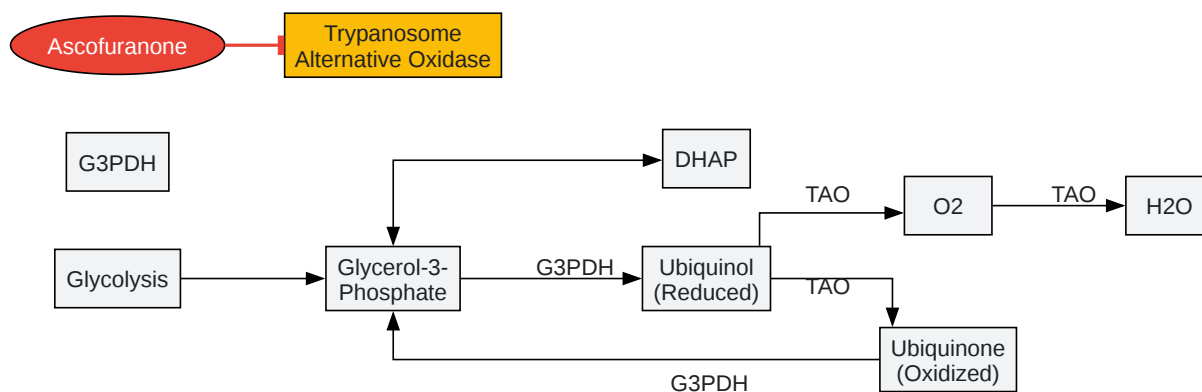 Ascofuranone
Trypanosome
Alternative Oxidase
G3PDH
DHAP
TAO
O2
TAO
H2O
Glycolysis
Glycerol-3-
Phosphate
G3PDH
Ubiquinol
(Reduced)
TAO
Ubiquinone
(Oxidized)
G3PDH